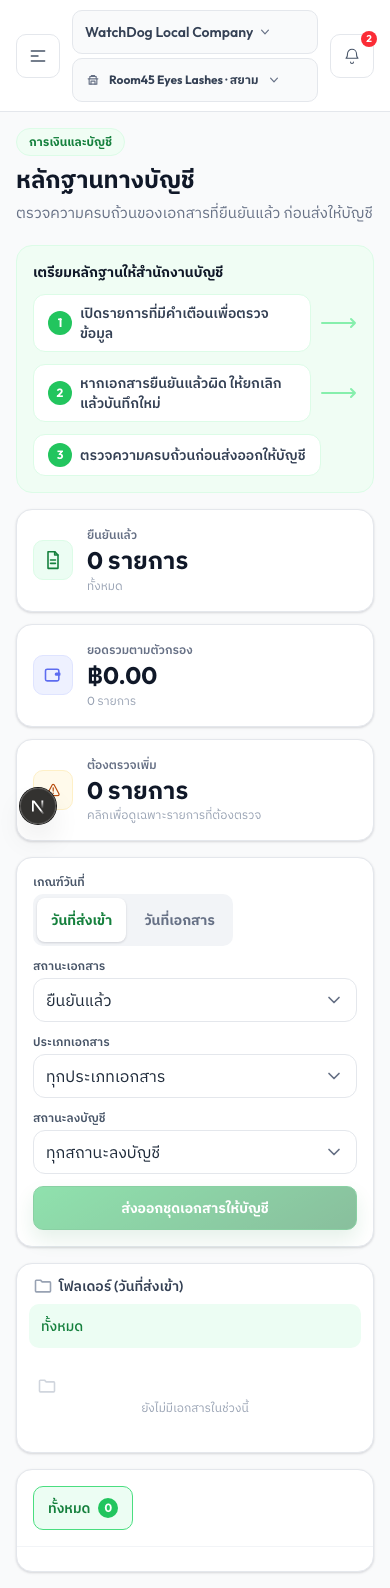 WatchDog Local Company
Room45 Eyes Lashes · สยาม
2
การเงินและบัญชี
หลักฐานทางบัญชี
ตรวจความครบถ้วนของเอกสารที่ยืนยันแล้ว ก่อนส่งให้บัญชี
เตรียมหลักฐานให้สำนักงานบัญชี
1 เปิดรายการที่มีคำเตือนเพื่อตรวจ
ข้อมูล
2 หากเอกสารยืนยันแล้วผิด ให้ยกเลิก
แล้วบันทึกใหม่
3 ตรวจความครบถ้วนก่อนส่งออกให้บัญชี
ยืนยันแล้ว
0 รายการ
ทั้งหมด
ยอดรวมตามตัวกรอง
฿0.00
0 รายการ
ต้องตรวจเพิ่ม
0 รายการ
คลิกเพื่อดูเฉพาะรายการที่ต้องตรวจ
N
เกณฑ์วันที่
วันที่ส่งเข้า วันที่เอกสาร
สถานะเอกสาร
ยืนยันแล้ว
ประเภทเอกสาร
ทุกประเภทเอกสาร
สถานะลงบัญชี
ทุกสถานะลงบัญชี
ส่งออกชุดเอกสารให้บัญชี
โฟลเดอร์ (วันที่ส่งเข้า)
ทั้งหมด
ยังไม่มีเอกสารในช่วงนี้
ทั้งหมด 0